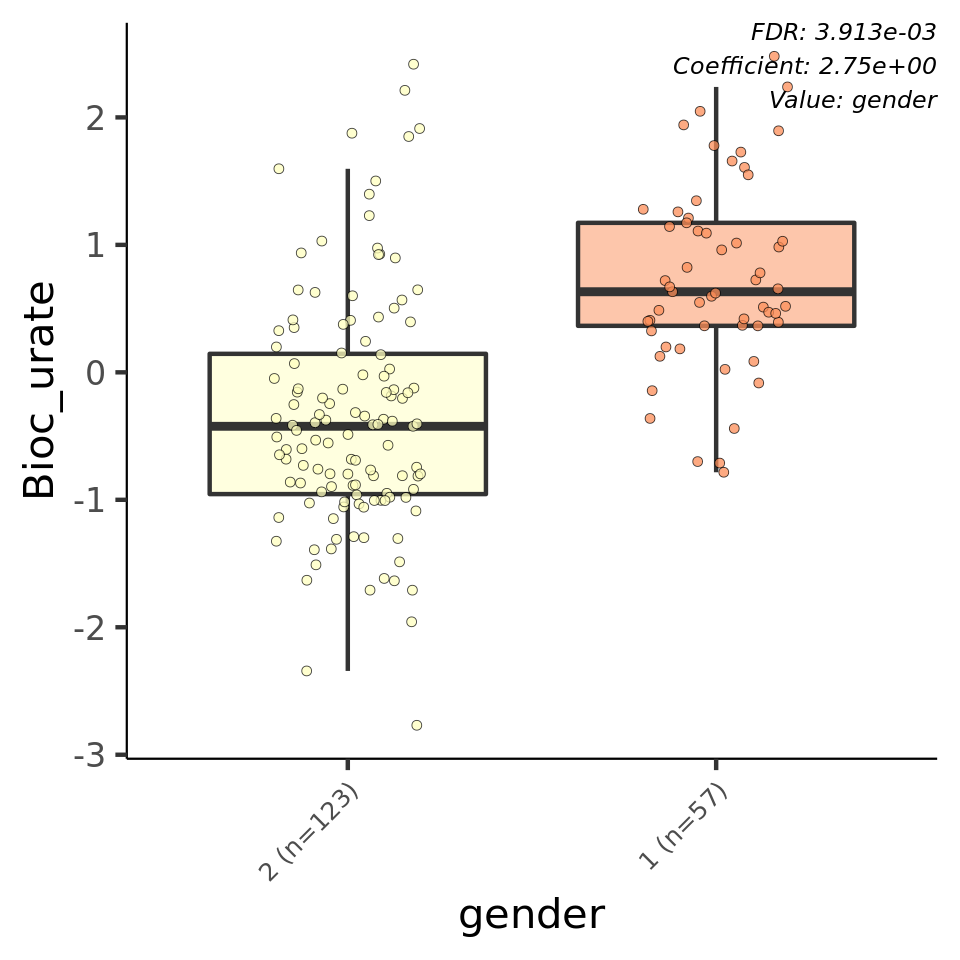 FDR: 3.913e-03
Coefficient: 2.75e+00
Value: gender
Bioc_urate
2
1
0
-1
-2
-3
2 (n=123)
1 (n=57)
gender